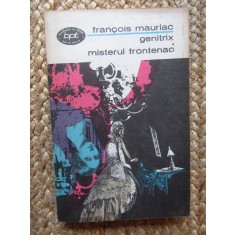 bpt
françois mauriac
genitrix
misterul frontenac